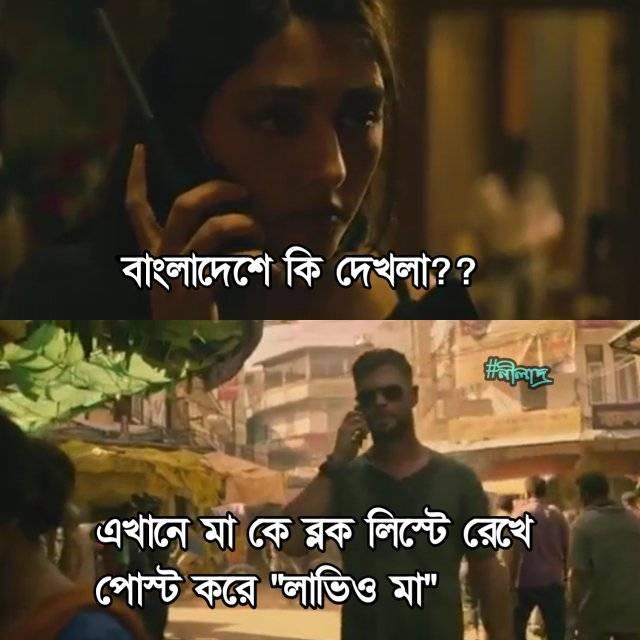 বাংলাদেশে কি দেখলা??
#নীলাদ্র
এখানে মা কে ব্লক লিস্টে রেখে
পোস্ট করে "লাভিও মা"